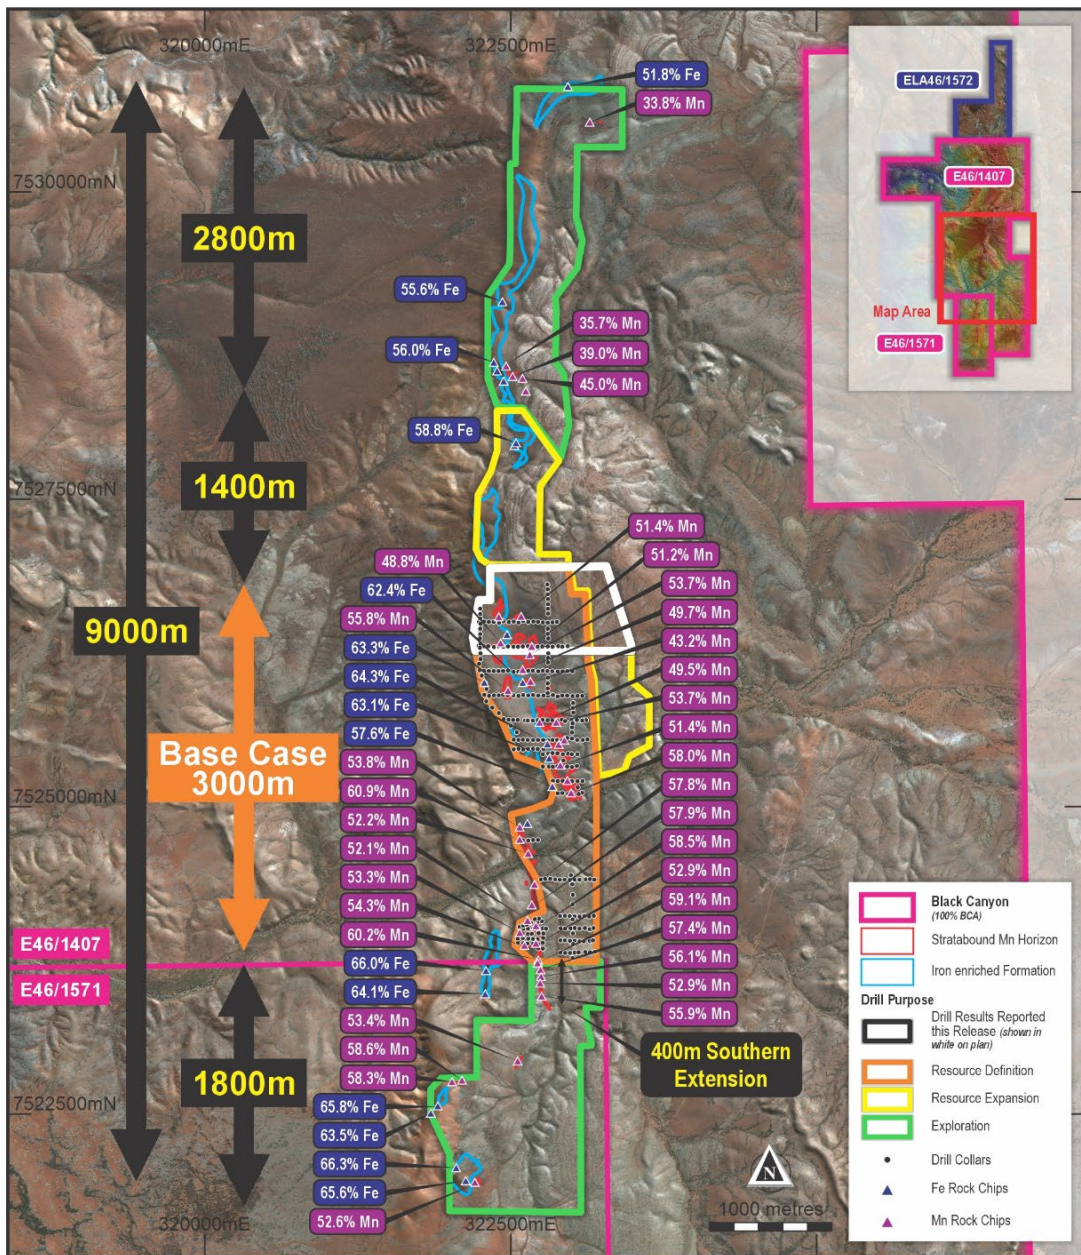 320000mE
322500mE
51.8% Fe
33.8% Mn
7530000mN
2800m
55.6% Fe
35.7% Mn
56.0% Fe
39.0% Mn
45.0% Mn
58.8% Fe
1400m
7527500mN
9000m
Base Case
3000m
7525000mN
48.8% Mn
62.4% Fe
55.8% Mn
63.3% Fe
64.3% Fe
63.1% Fe
57.6% Fe
53.8% Mn
60.9% Mn
52.2% Mn
52.1% Mn
53.3% Mn
54.3% Mn
60.2% Mn
66.0% Fe
64.1% Fe
53.4% Mn
58.6% Mn
58.3% Mn
65.8% Fe
63.5% Fe
66.3% Fe
65.6% Fe
52.6% Mn
51.4% Mn
51.2% Mn
53.7% Mn
49.7% Mn
43.2% Mn
49.5% Mn
53.7% Mn
51.4% Mn
58.0% Mn
57.8% Mn
57.9% Mn
58.5% Mn
52.9% Mn
59.1% Mn
57.4% Mn
56.1% Mn
52.9% Mn
55.9% Mn
400m Southern
Extension
E46/1407
E46/1571
1800m
7522500mN
320000mE
322500mE
N
1000 metres
ELA46/1572
E46/1407
Map Area
E46/1571
Black Canyon
(100% BCA)
Stratabound Mn Horizon
Iron enriched Formation
Drill Purpose
Drill Results Reported
this Release (shown in
white on plan)
Resource Definition
Resource Expansion
Exploration
Drill Collars
Fe Rock Chips
Mn Rock Chips